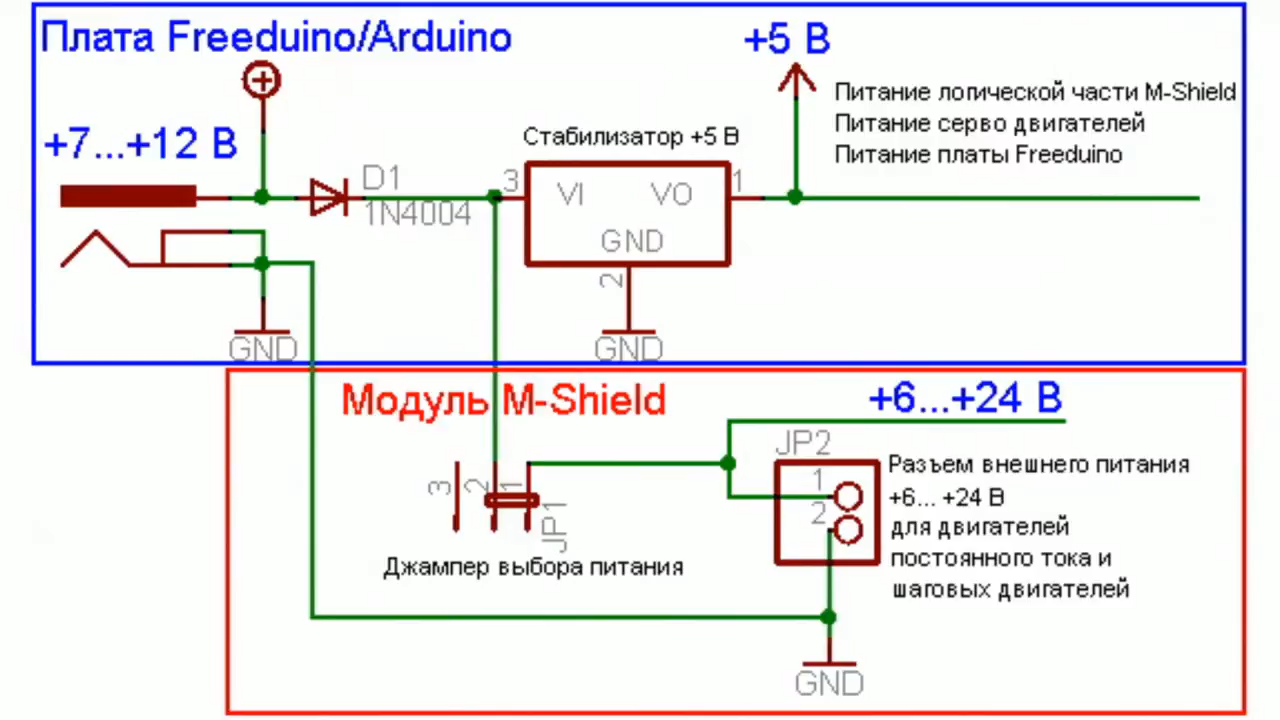 Плата Freeduino/Arduino
+5 В
Питание логической части M-Shield
Питание серво двигателей
Питание платы Freeduino
+7...+12 В
Стабилизатор +5 В
D1
1N4004
3
VI
VO
1
GND
2
GND
GND
Модуль M-Shield
+6...+24 В
JP2
Разъем внешнего питания
+6... +24 В
для двигателей
постоянного тока и
шаговых двигателей
1
2
3
2
1
JP1
Джампер выбора питания
GND